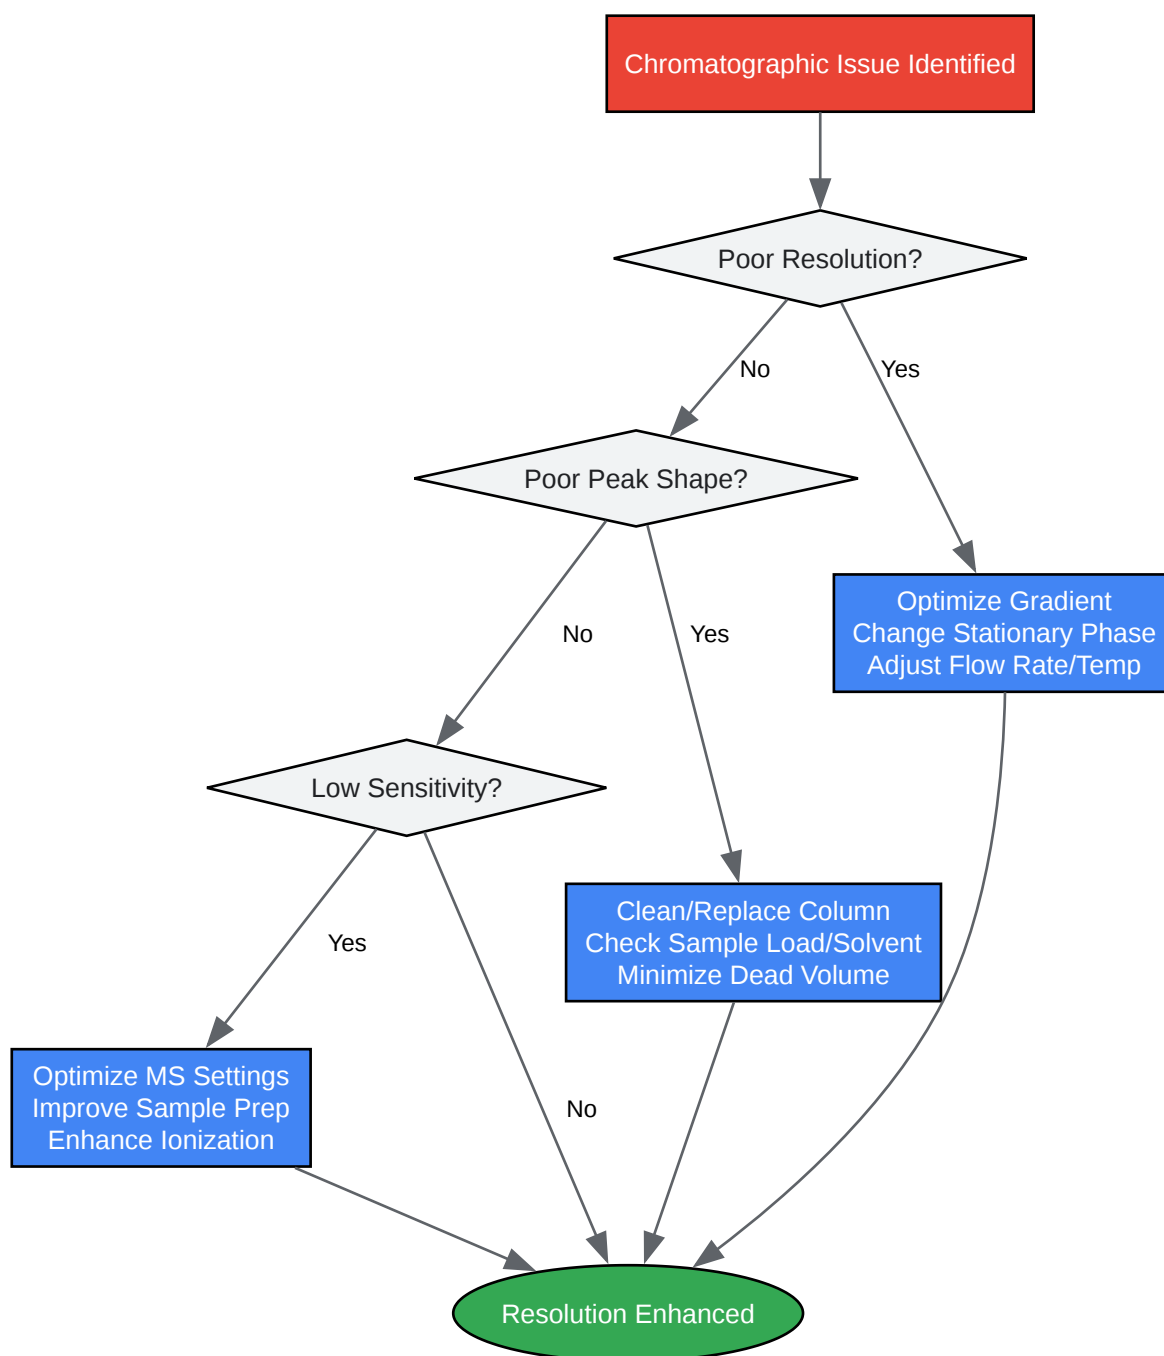 Chromatographic Issue Identified
Poor Resolution?
No
Yes
Poor Peak Shape?
Optimize Gradient
Change Stationary Phase
Adjust Flow Rate/Temp
No
Yes
Low Sensitivity?
Clean/Replace Column
Check Sample Load/Solvent
Minimize Dead Volume
Yes
Optimize MS Settings
Improve Sample Prep
Enhance Ionization
No
Resolution Enhanced